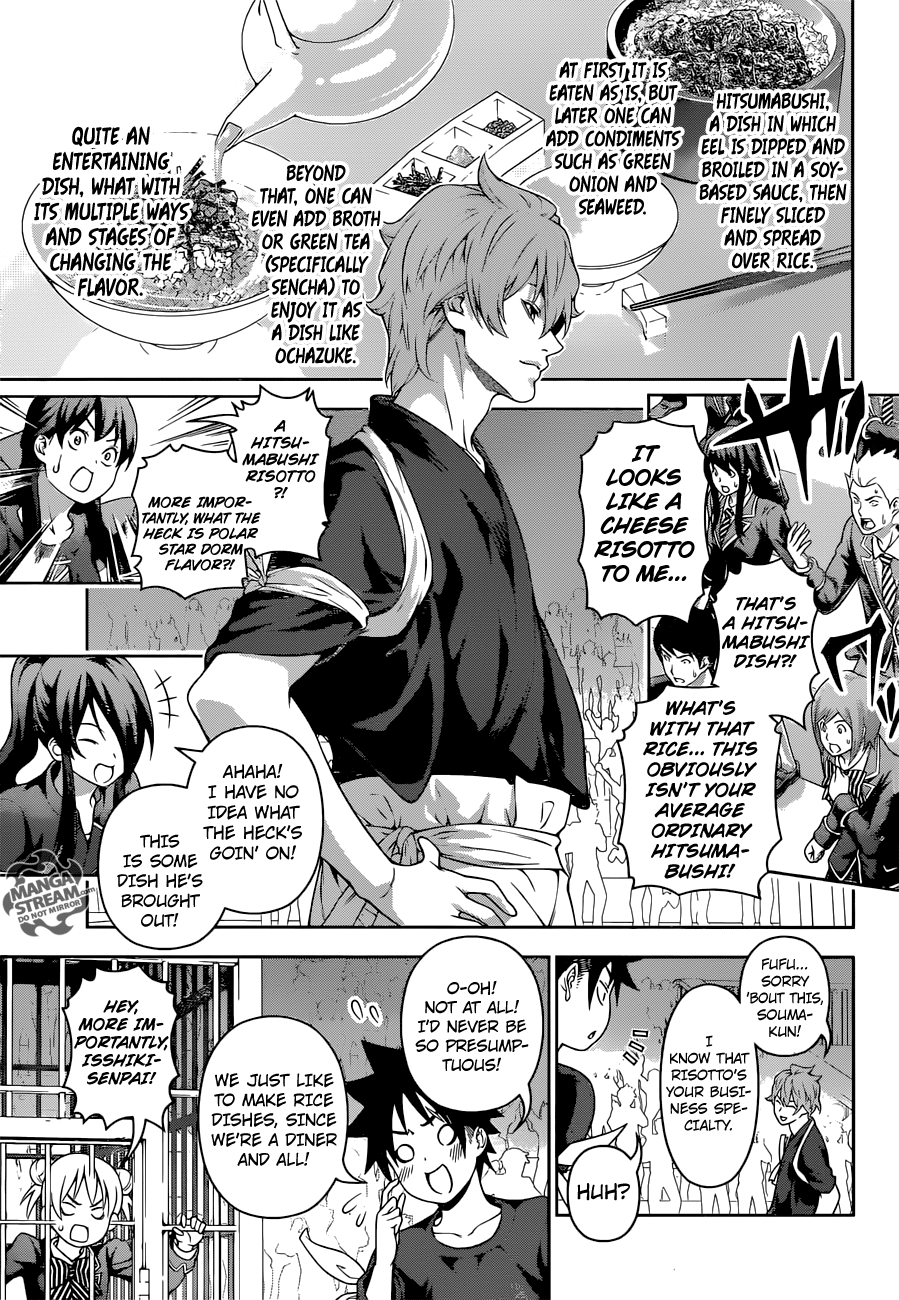 HITSUMABUSHI,
A DISH IN WHICH
EEL IS DIPPED AND
BROILED IN A SOY-
BASED SAUCE, THEN
FINELY SLICED
AND SPREAD
OVER RICE.
AT FIRST IT IS
EATEN AS IS, BUT
LATER ONE CAN
ADD CONDIMENTS
SUCH AS GREEN
ONION AND
SEAWEED.
BEYOND
THAT, ONE CAN
EVEN ADD BROTH
OR GREEN TEA
(SPECIFICALLY
SENCHA) TO
ENJOY IT AS
A DISH LIKE
OCHAZUKE.
QUITE AN
ENTERTAINING
DISH, WHAT WITH
ITS MULTIPLE WAYS
AND STAGES OF
CHANGING THE
FLAVOR.
IT
LOOKS
LIKE A
CHEESE
RISOTTO
TO ME...
THAT'S
A HITSU-
MABUSHI
DISH?!
WHAT'S
WITH THAT
RICE... THIS
OBVIOUSLY
ISN'T YOUR
AVERAGE
ORDINARY
HITSUMA-
BUSHI!
A
HITSU-
MABUSHI
RISOTTO
?!
MORE IMPOR-
TANTLY, WHAT THE
HECK IS POLAR
STAR DORM
FLAVOR?!
AHAHA!
I HAVE NO
IDEA WHAT
THE HECK'S
GOIN' ON!
THIS
IS SOME
DISH HE'S
BROUGHT
OUT!
MANGA
STREAM.com
DO NOT MIRROR
FUFU...
SORRY
'BOUT THIS,
SOUMA-
KUN!
I
KNOW THAT
RISOTTO'S
YOUR BUSI-
NESS SPE-
CIALTY.
HUH?
O-OH!
NOT AT ALL!
I'D NEVER BE
SO PRESUMP-
TUOUS!
WE JUST LIKE
TO MAKE RICE
DISHES, SINCE
WE'RE A DINER
AND ALL!
HEY,
MORE IM-
PORTANTLY,
ISSHIKI-
SENPAI!